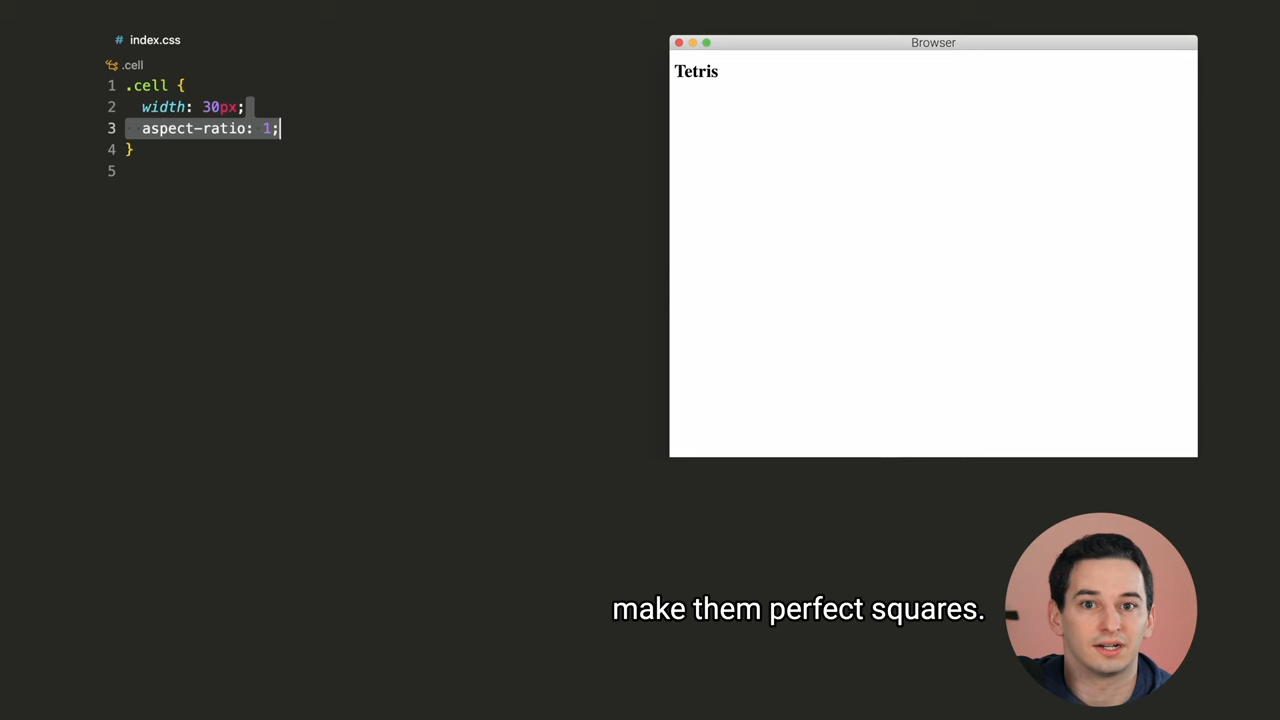 # index.css
.cell
1 .cell {
2 width: 30px;
3 aspect-ratio: 1;
4 }
5
Browser
Tetris
make them perfect squares.